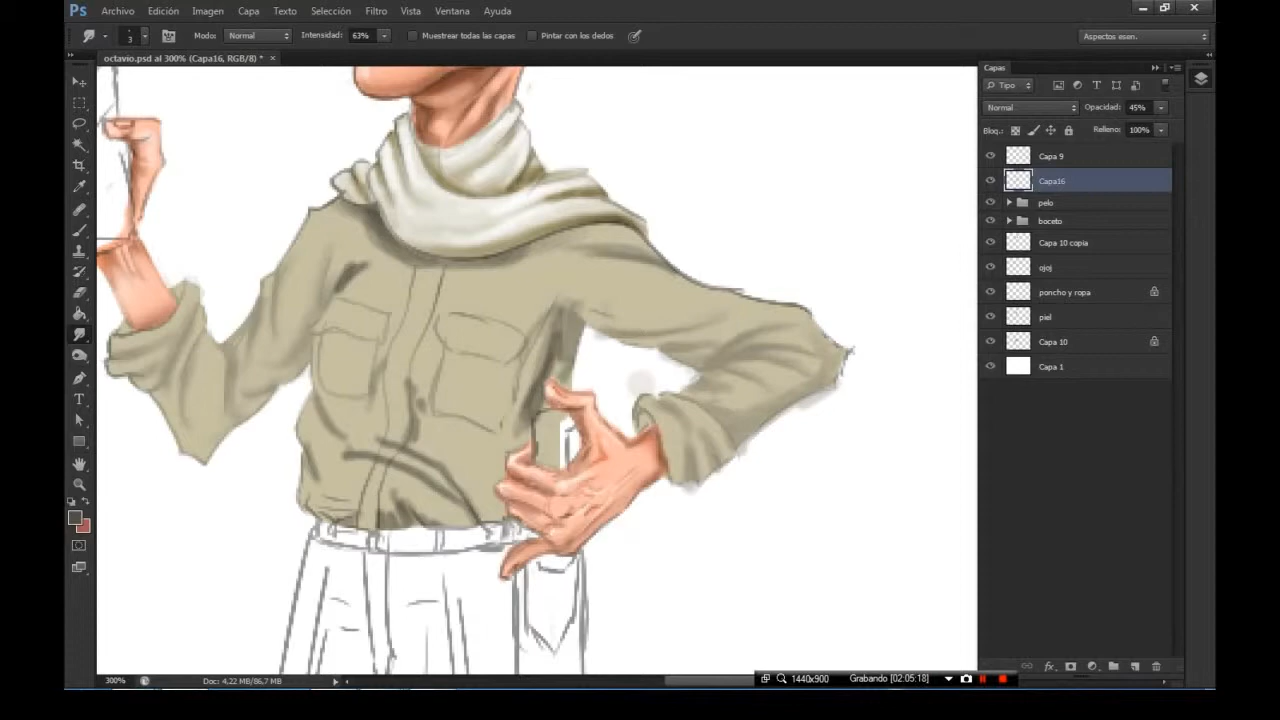 Ps Archivo Edición Imagen Capa Texto Selección Filtro Vista Ventana Ayuda
3 Modo: Normal Intensidad: 63% Muestrear todas las capas Pintar con los dedos Aspectos esen.
octavio.psd al 300% (Capa16, RGB/8) * ×
Capas
Tipo
Normal Opacidad: 45%
Bloq.: Relleno: 100%
Capa 9
Capa16
pelo
boceto
Capa 10 copia
ojoj
poncho y ropa
piel
Capa 10
Capa 1
300% Doc: 4,22 MB/86,7 MB
1440x900 Grabando [02:05:18]